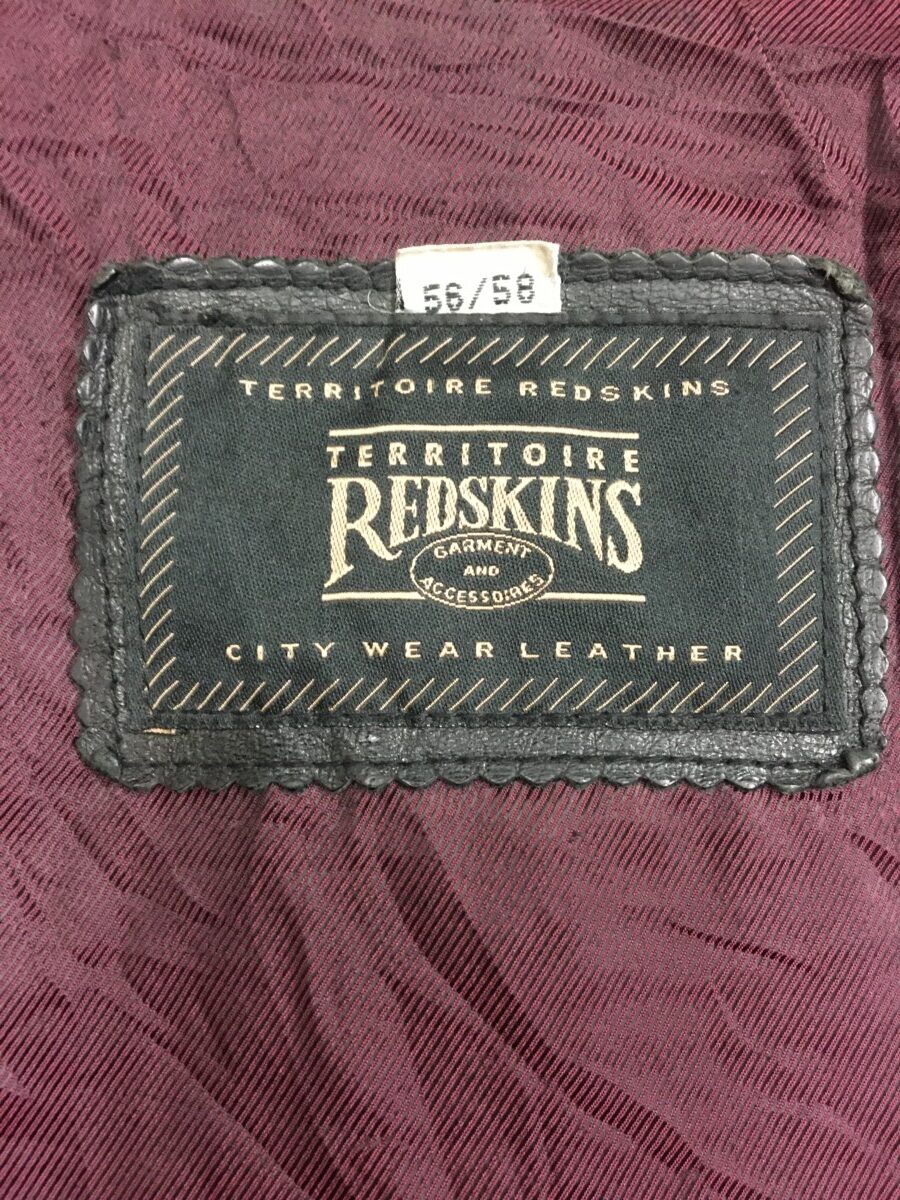 56/58
TERRITOIRE REDSKINS
TERRITOIRE
REDSKINS
GARMENT
AND
ACCESSOIRES
CITY WEAR LEATHER